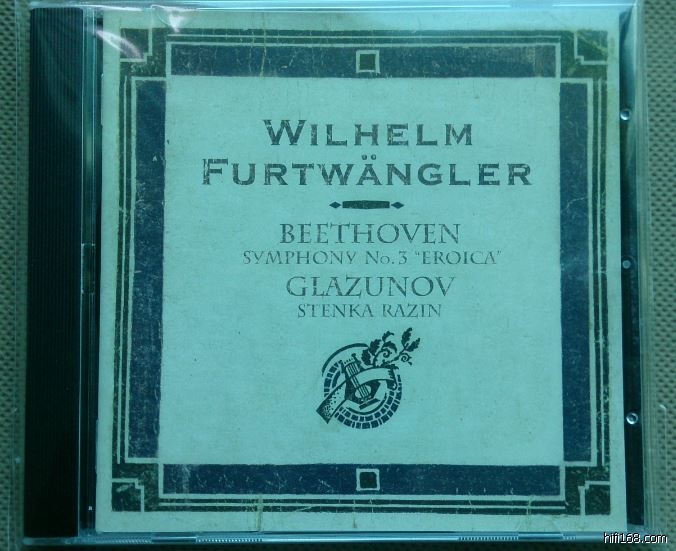 WILHELM
FURTWÄNGLER
BEETHOVEN
SYMPHONY No. 3 "EROICA"
GLAZUNOV
STENKA RAZIN
hifi168.com